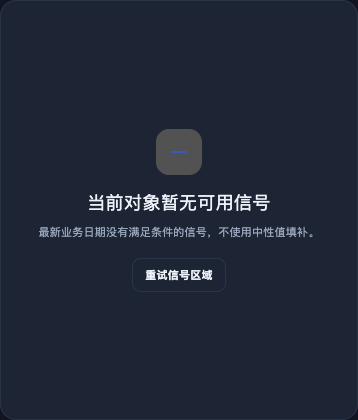 当前对象暂无可用信号
最新业务日期没有满足条件的信号，不使用中性值填补。
重试信号区域